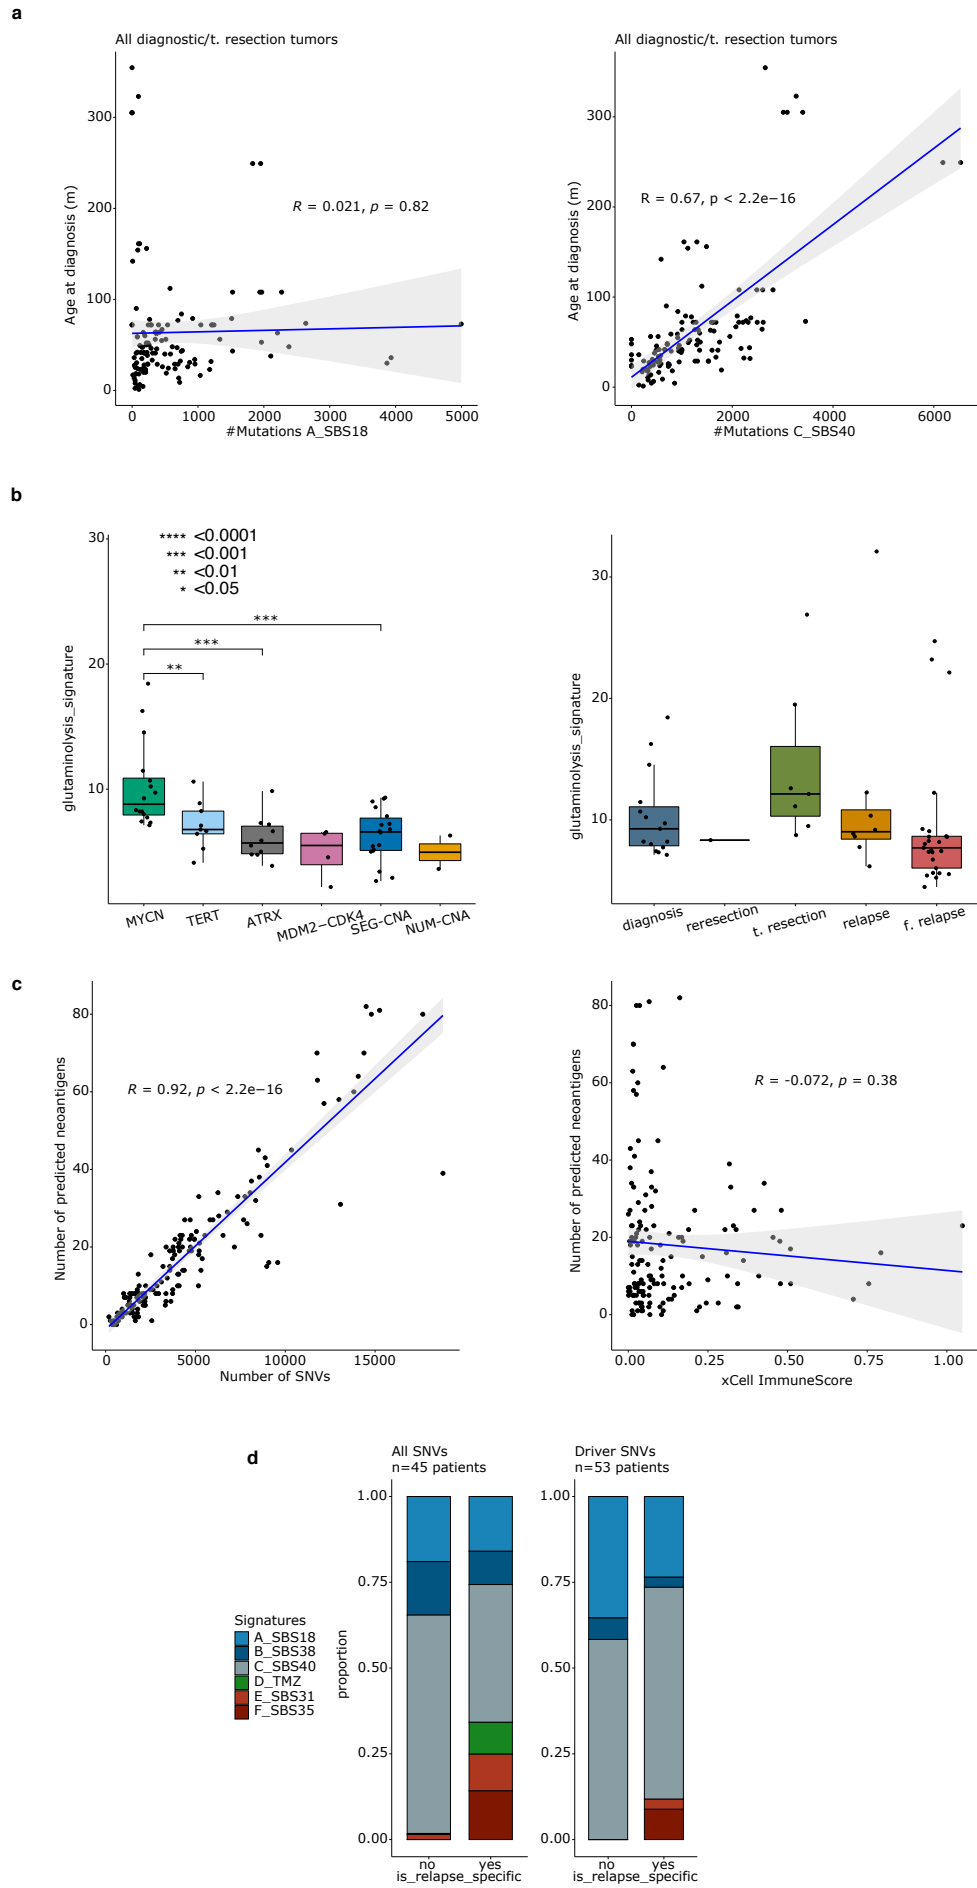 a
All diagnostic/t. resection tumors
Age at diagnosis (m)
300
200
100
0
R = 0.021, p = 0.82
0 1000 2000 3000 4000 5000
#Mutations A_SBS18
All diagnostic/t. resection tumors
Age at diagnosis (m)
300
200
100
0
R = 0.67, p < 2.2e−16
0 2000 4000 6000
#Mutations C_SBS40
b
glutaminolysis_signature
30
20
10
**** <0.0001
*** <0.001
** <0.01
* <0.05
***
***
**
MYCN TERT ATRX MDM2−CDK4 SEG-CNA NUM-CNA
glutaminolysis_signature
30
20
10
diagnosis reresection t. resection relapse f. relapse
c
Number of predicted neoantigens
80
60
40
20
0
R = 0.92, p < 2.2e−16
0 5000 10000 15000
Number of SNVs
Number of predicted neoantigens
80
60
40
20
0
R = -0.072, p = 0.38
0.00 0.25 0.50 0.75 1.00
xCell ImmuneScore
d
Signatures
A_SBS18
B_SBS38
C_SBS40
D_TMZ
E_SBS31
F_SBS35
All SNVs
n=45 patients
proportion
1.00
0.75
0.50
0.25
0.00
no yes
is_relapse_specific
Driver SNVs
n=53 patients
1.00
0.75
0.50
0.25
0.00
no yes
is_relapse_specific